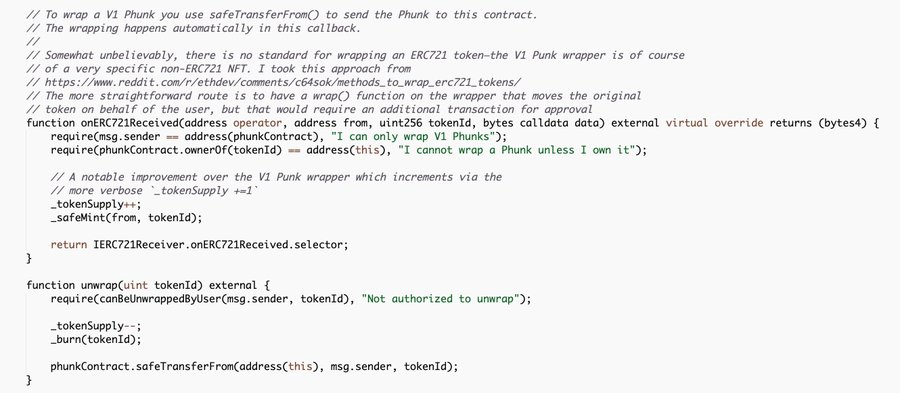 // To wrap a V1 Phunk you use safeTransferFrom() to send the Phunk to this contract.
// The wrapping happens automatically in this callback.
//
// Somewhat unbelievably, there is no standard for wrapping an ERC721 token—the V1 Punk wrapper is of course
// of a very specific non-ERC721 NFT. I took this approach from
// https://www.reddit.com/r/ethdev/comments/c64sok/methods_to_wrap_erc721_tokens/
// The more straightforward route is to have a wrap() function on the wrapper that moves the original
// token on behalf of the user, but that would require an additional transaction for approval
function onERC721Received(address operator, address from, uint256 tokenId, bytes calldata data) external virtual override returns (bytes4) {
require(msg.sender == address(phunkContract), "I can only wrap V1 Phunks");
require(phunkContract.ownerOf(tokenId) == address(this), "I cannot wrap a Phunk unless I own it");
// A notable improvement over the V1 Punk wrapper which increments via the
// more verbose `_tokenSupply +=1`
_tokenSupply++;
_safeMint(from, tokenId);
return IERC721Receiver.onERC721Received.selector;
}
function unwrap(uint tokenId) external {
require(canBeUnwrappedByUser(msg.sender, tokenId), "Not authorized to unwrap");
_tokenSupply--;
_burn(tokenId);
phunkContract.safeTransferFrom(address(this), msg.sender, tokenId);
}